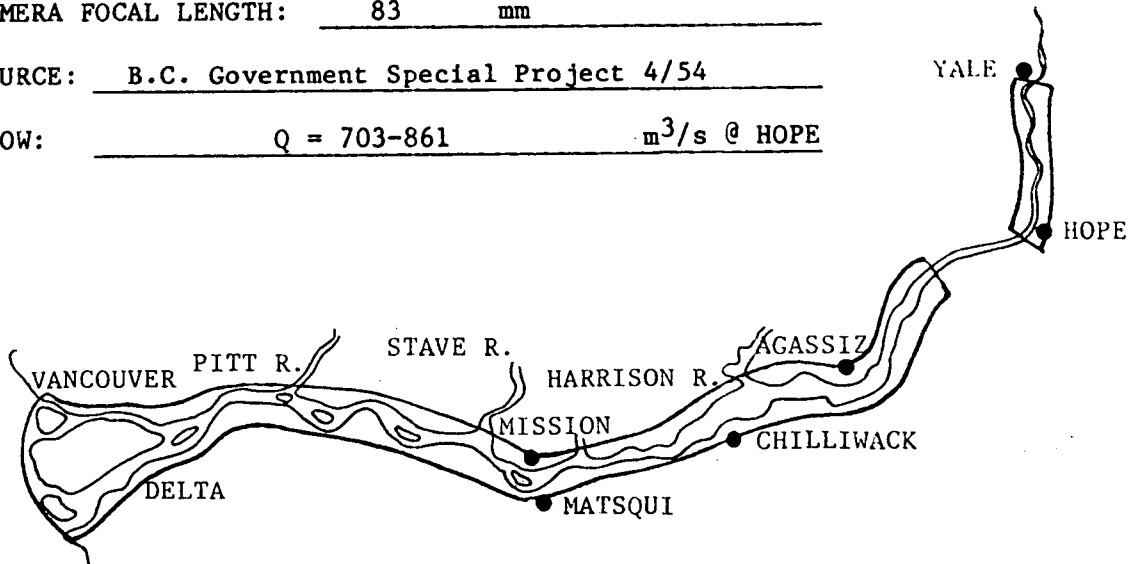 MERA FOCAL LENGTH: 83 mm
URCE: B.C. Government Special Project 4/54
OW: Q = 703-861 m³/s @ HOPE
YALE
HOPE
AGASSIZ
STAVE R.
PITT R.
HARRISON R.
VANCOUVER
MISSION
CHILLIWACK
DELTA
MATSQUI